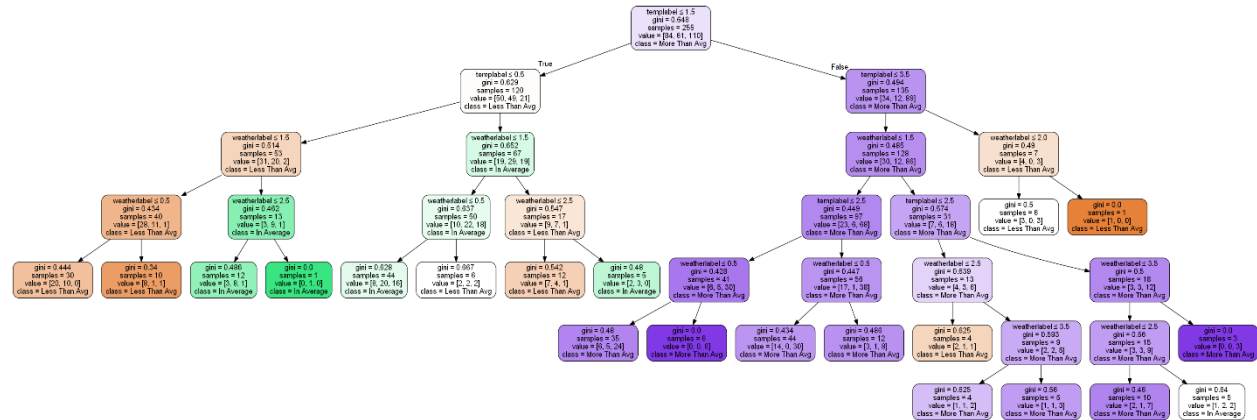 templabel ≤ 1.5
gini = 0.648
samples = 255
value = [84, 61, 110]
class = More Than Avg
True
False
templabel ≤ 0.5
gini = 0.629
samples = 120
value = [50, 49, 21]
class = Less Than Avg
templabel ≤ 3.5
gini = 0.494
samples = 135
value = [34, 12, 89]
class = More Than Avg
weatherlabel ≤ 1.5
gini = 0.514
samples = 53
value = [31, 20, 2]
class = Less Than Avg
weatherlabel ≤ 1.5
gini = 0.652
samples = 67
value = [19, 29, 19]
class = In Average
weatherlabel ≤ 1.5
gini = 0.485
samples = 128
value = [30, 12, 86]
class = More Than Avg
weatherlabel ≤ 2.0
gini = 0.49
samples = 7
value = [4, 0, 3]
class = Less Than Avg
weatherlabel ≤ 0.5
gini = 0.434
samples = 40
value = [28, 11, 1]
class = Less Than Avg
weatherlabel ≤ 2.5
gini = 0.462
samples = 13
value = [3, 9, 1]
class = In Average
weatherlabel ≤ 0.5
gini = 0.637
samples = 50
value = [10, 22, 18]
class = In Average
weatherlabel ≤ 2.5
gini = 0.547
samples = 17
value = [9, 7, 1]
class = Less Than Avg
templabel ≤ 2.5
gini = 0.449
samples = 97
value = [23, 6, 68]
class = More Than Avg
templabel ≤ 2.5
gini = 0.574
samples = 31
value = [7, 6, 18]
class = More Than Avg
gini = 0.5
samples = 6
value = [3, 0, 3]
class = Less Than Avg
gini = 0.0
samples = 1
value = [1, 0, 0]
class = Less Than Avg
gini = 0.444
samples = 30
value = [20, 10, 0]
class = Less Than Avg
gini = 0.34
samples = 10
value = [8, 1, 1]
class = Less Than Avg
gini = 0.486
samples = 12
value = [3, 8, 1]
class = In Average
gini = 0.0
samples = 1
value = [0, 1, 0]
class = In Average
gini = 0.628
samples = 44
value = [8, 20, 16]
class = In Average
gini = 0.667
samples = 6
value = [2, 2, 2]
class = Less Than Avg
gini = 0.542
samples = 12
value = [7, 4, 1]
class = Less Than Avg
gini = 0.48
samples = 5
value = [2, 3, 0]
class = In Average
weatherlabel ≤ 0.5
gini = 0.428
samples = 41
value = [6, 5, 30]
class = More Than Avg
weatherlabel ≤ 0.5
gini = 0.447
samples = 56
value = [17, 1, 38]
class = More Than Avg
weatherlabel ≤ 2.5
gini = 0.639
samples = 13
value = [4, 3, 6]
class = More Than Avg
weatherlabel ≤ 3.5
gini = 0.5
samples = 18
value = [3, 3, 12]
class = More Than Avg
gini = 0.48
samples = 35
value = [6, 5, 24]
class = More Than Avg
gini = 0.0
samples = 6
value = [0, 0, 6]
class = More Than Avg
gini = 0.434
samples = 44
value = [14, 0, 30]
class = More Than Avg
gini = 0.486
samples = 12
value = [3, 1, 8]
class = More Than Avg
gini = 0.625
samples = 4
value = [2, 1, 1]
class = Less Than Avg
weatherlabel ≤ 3.5
gini = 0.593
samples = 9
value = [2, 2, 5]
class = More Than Avg
weatherlabel ≤ 2.5
gini = 0.56
samples = 15
value = [3, 3, 9]
class = More Than Avg
gini = 0.0
samples = 3
value = [0, 0, 3]
class = More Than Avg
gini = 0.625
samples = 4
value = [1, 1, 2]
class = More Than Avg
gini = 0.56
samples = 5
value = [1, 1, 3]
class = More Than Avg
gini = 0.46
samples = 10
value = [2, 1, 7]
class = More Than Avg
gini = 0.64
samples = 5
value = [1, 2, 2]
class = In Average